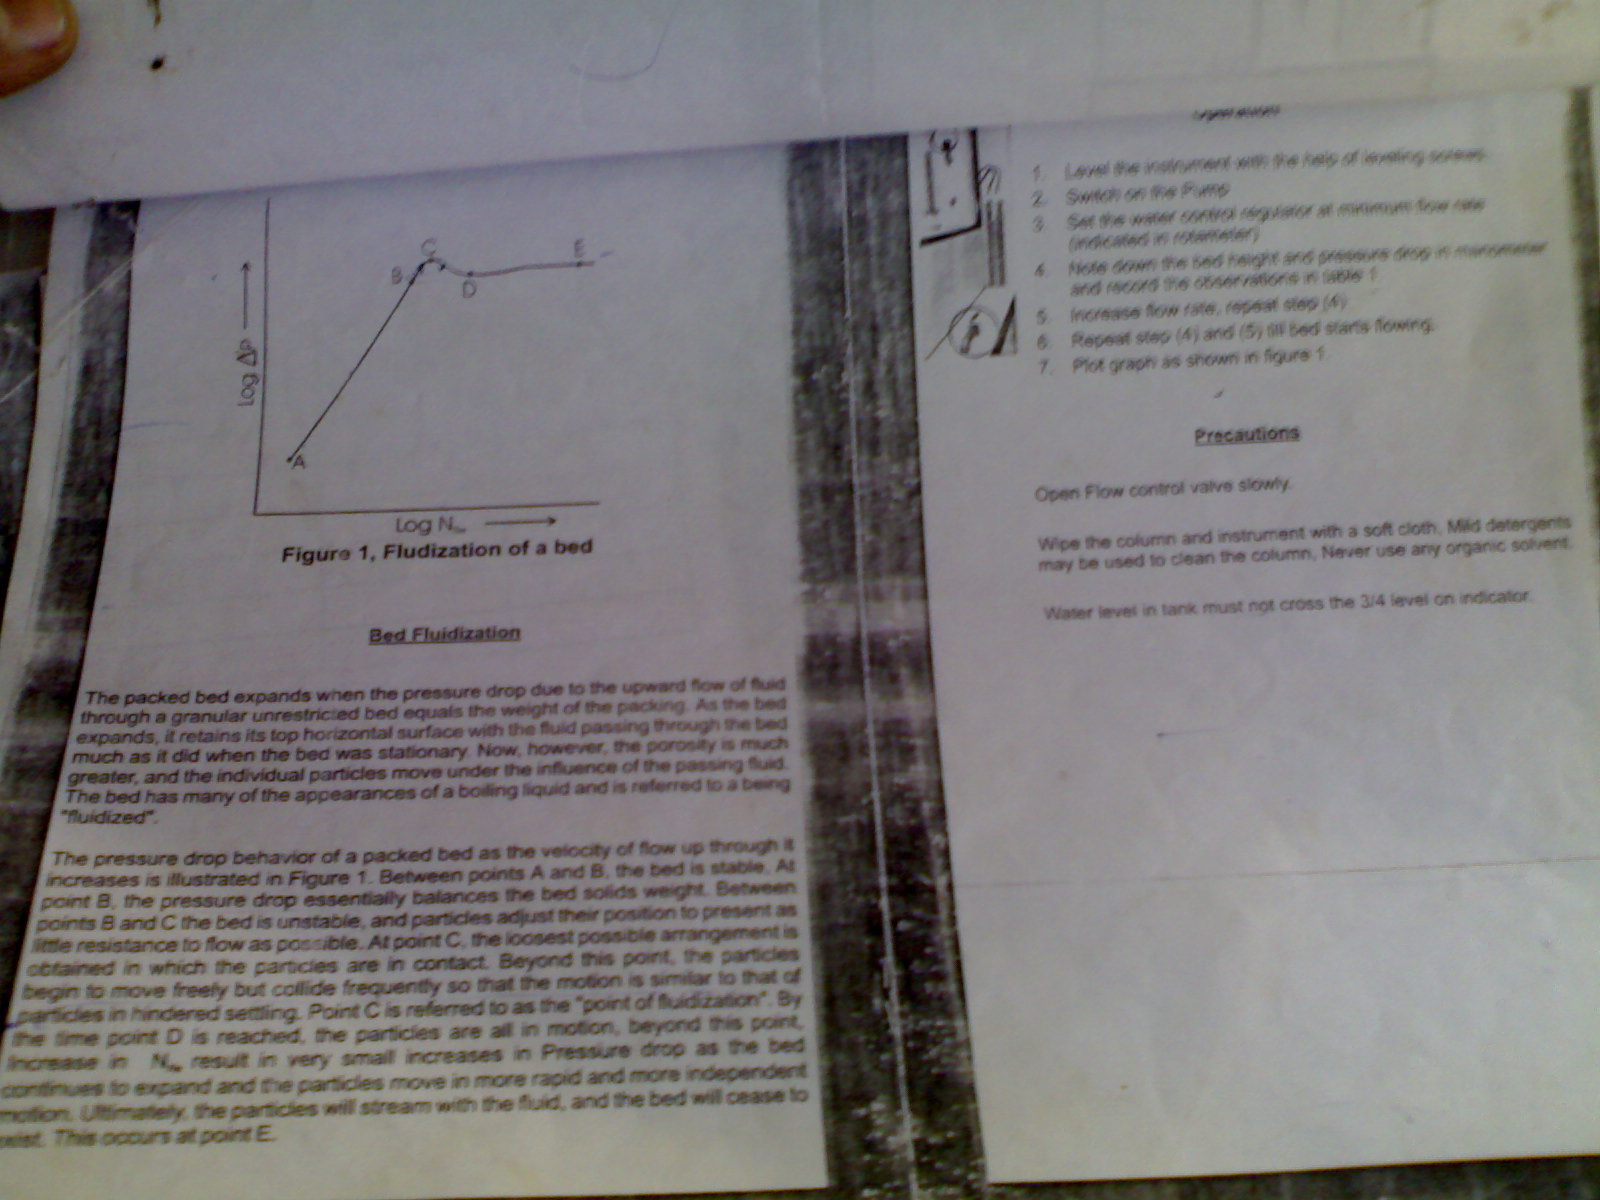 C
B
E
D
Log Δp
A
Log N
Figure 1, Fludization of a bed
Bed Fluidization
The packed bed expands when the pressure drop due to the upward flow of fluid
through a granular unrestricted bed equals the weight of the packing. As the bed
expands, it retains its top horizontal surface with the fluid passing through the bed
much as it did when the bed was stationary. Now, however, the porosity is much
greater, and the individual particles move under the influence of the passing fluid.
The bed has many of the appearances of a boiling liquid and is referred to a being
"fluidized".
The pressure drop behavior of a packed bed as the velocity of flow up through it
increases is illustrated in Figure 1. Between points A and B, the bed is stable. At
point B, the pressure drop essentially balances the bed solids weight. Between
points B and C the bed is unstable, and particles adjust their position to present as
little resistance to flow as possible. At point C, the loosest possible arrangement is
obtained in which the particles are in contact. Beyond this point, the particles
begin to move freely but collide frequently so that the motion is similar to that of
particles in hindered settling. Point C is referred to as the "point of fluidization". By
the time point D is reached, the particles are all in motion, beyond this point,
increase in N result in very small increases in Pressure drop as the bed
continues to expand and the particles move in more rapid and more independent
motion. Ultimately, the particles will stream with the fluid, and the bed will cease to
exist. This occurs at point E.
1. Level the instrument with the help of leveling screws.
2. Switch on the Pump
3. Set the water control regulator at minimum flow rate
(indicated in rotameter)
4. Note down the bed height and pressure drop in manometer
and record the observations in table 1.
5. Increase flow rate, repeat step (4)
6. Repeat step (4) and (5) till bed starts flowing.
7. Plot graph as shown in figure 1.
Precautions
Open Flow control valve slowly.
Wipe the column and instrument with a soft cloth. Mild detergents
may be used to clean the column, Never use any organic solvent.
Water level in tank must not cross the 3/4 level on indicator.